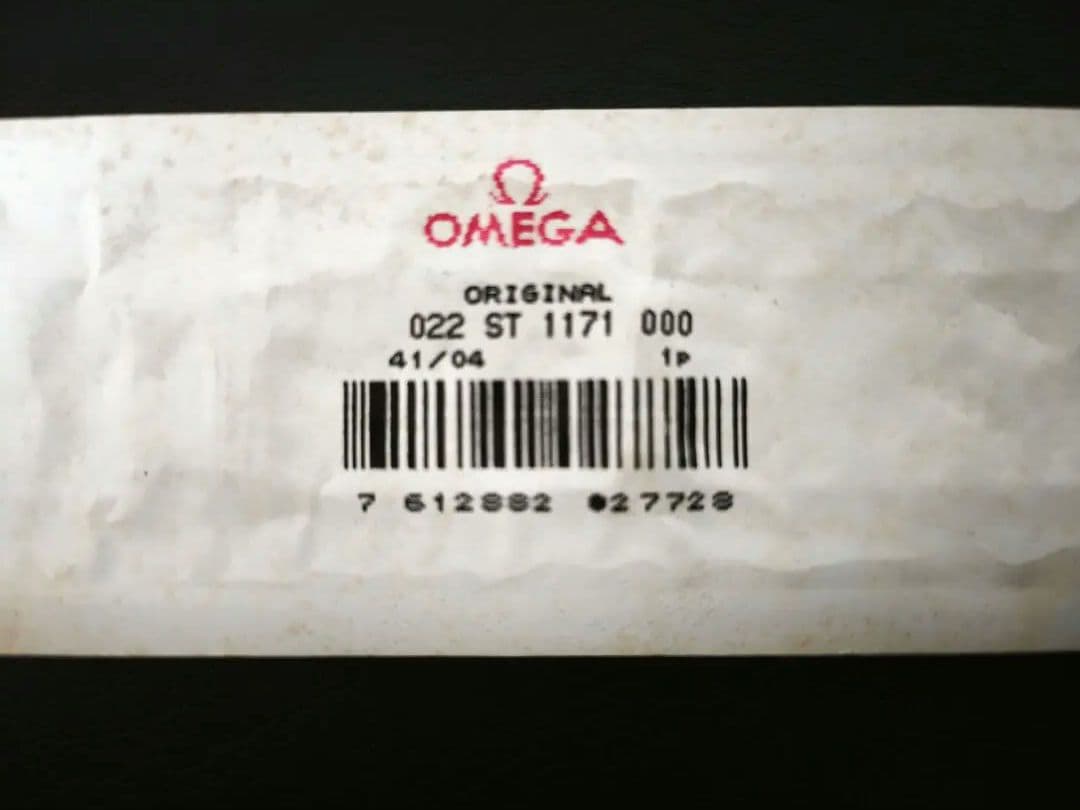 Ω
OMEGA
ORIGINAL
022 ST 1171 000
41/04 1P
7 612882 027728